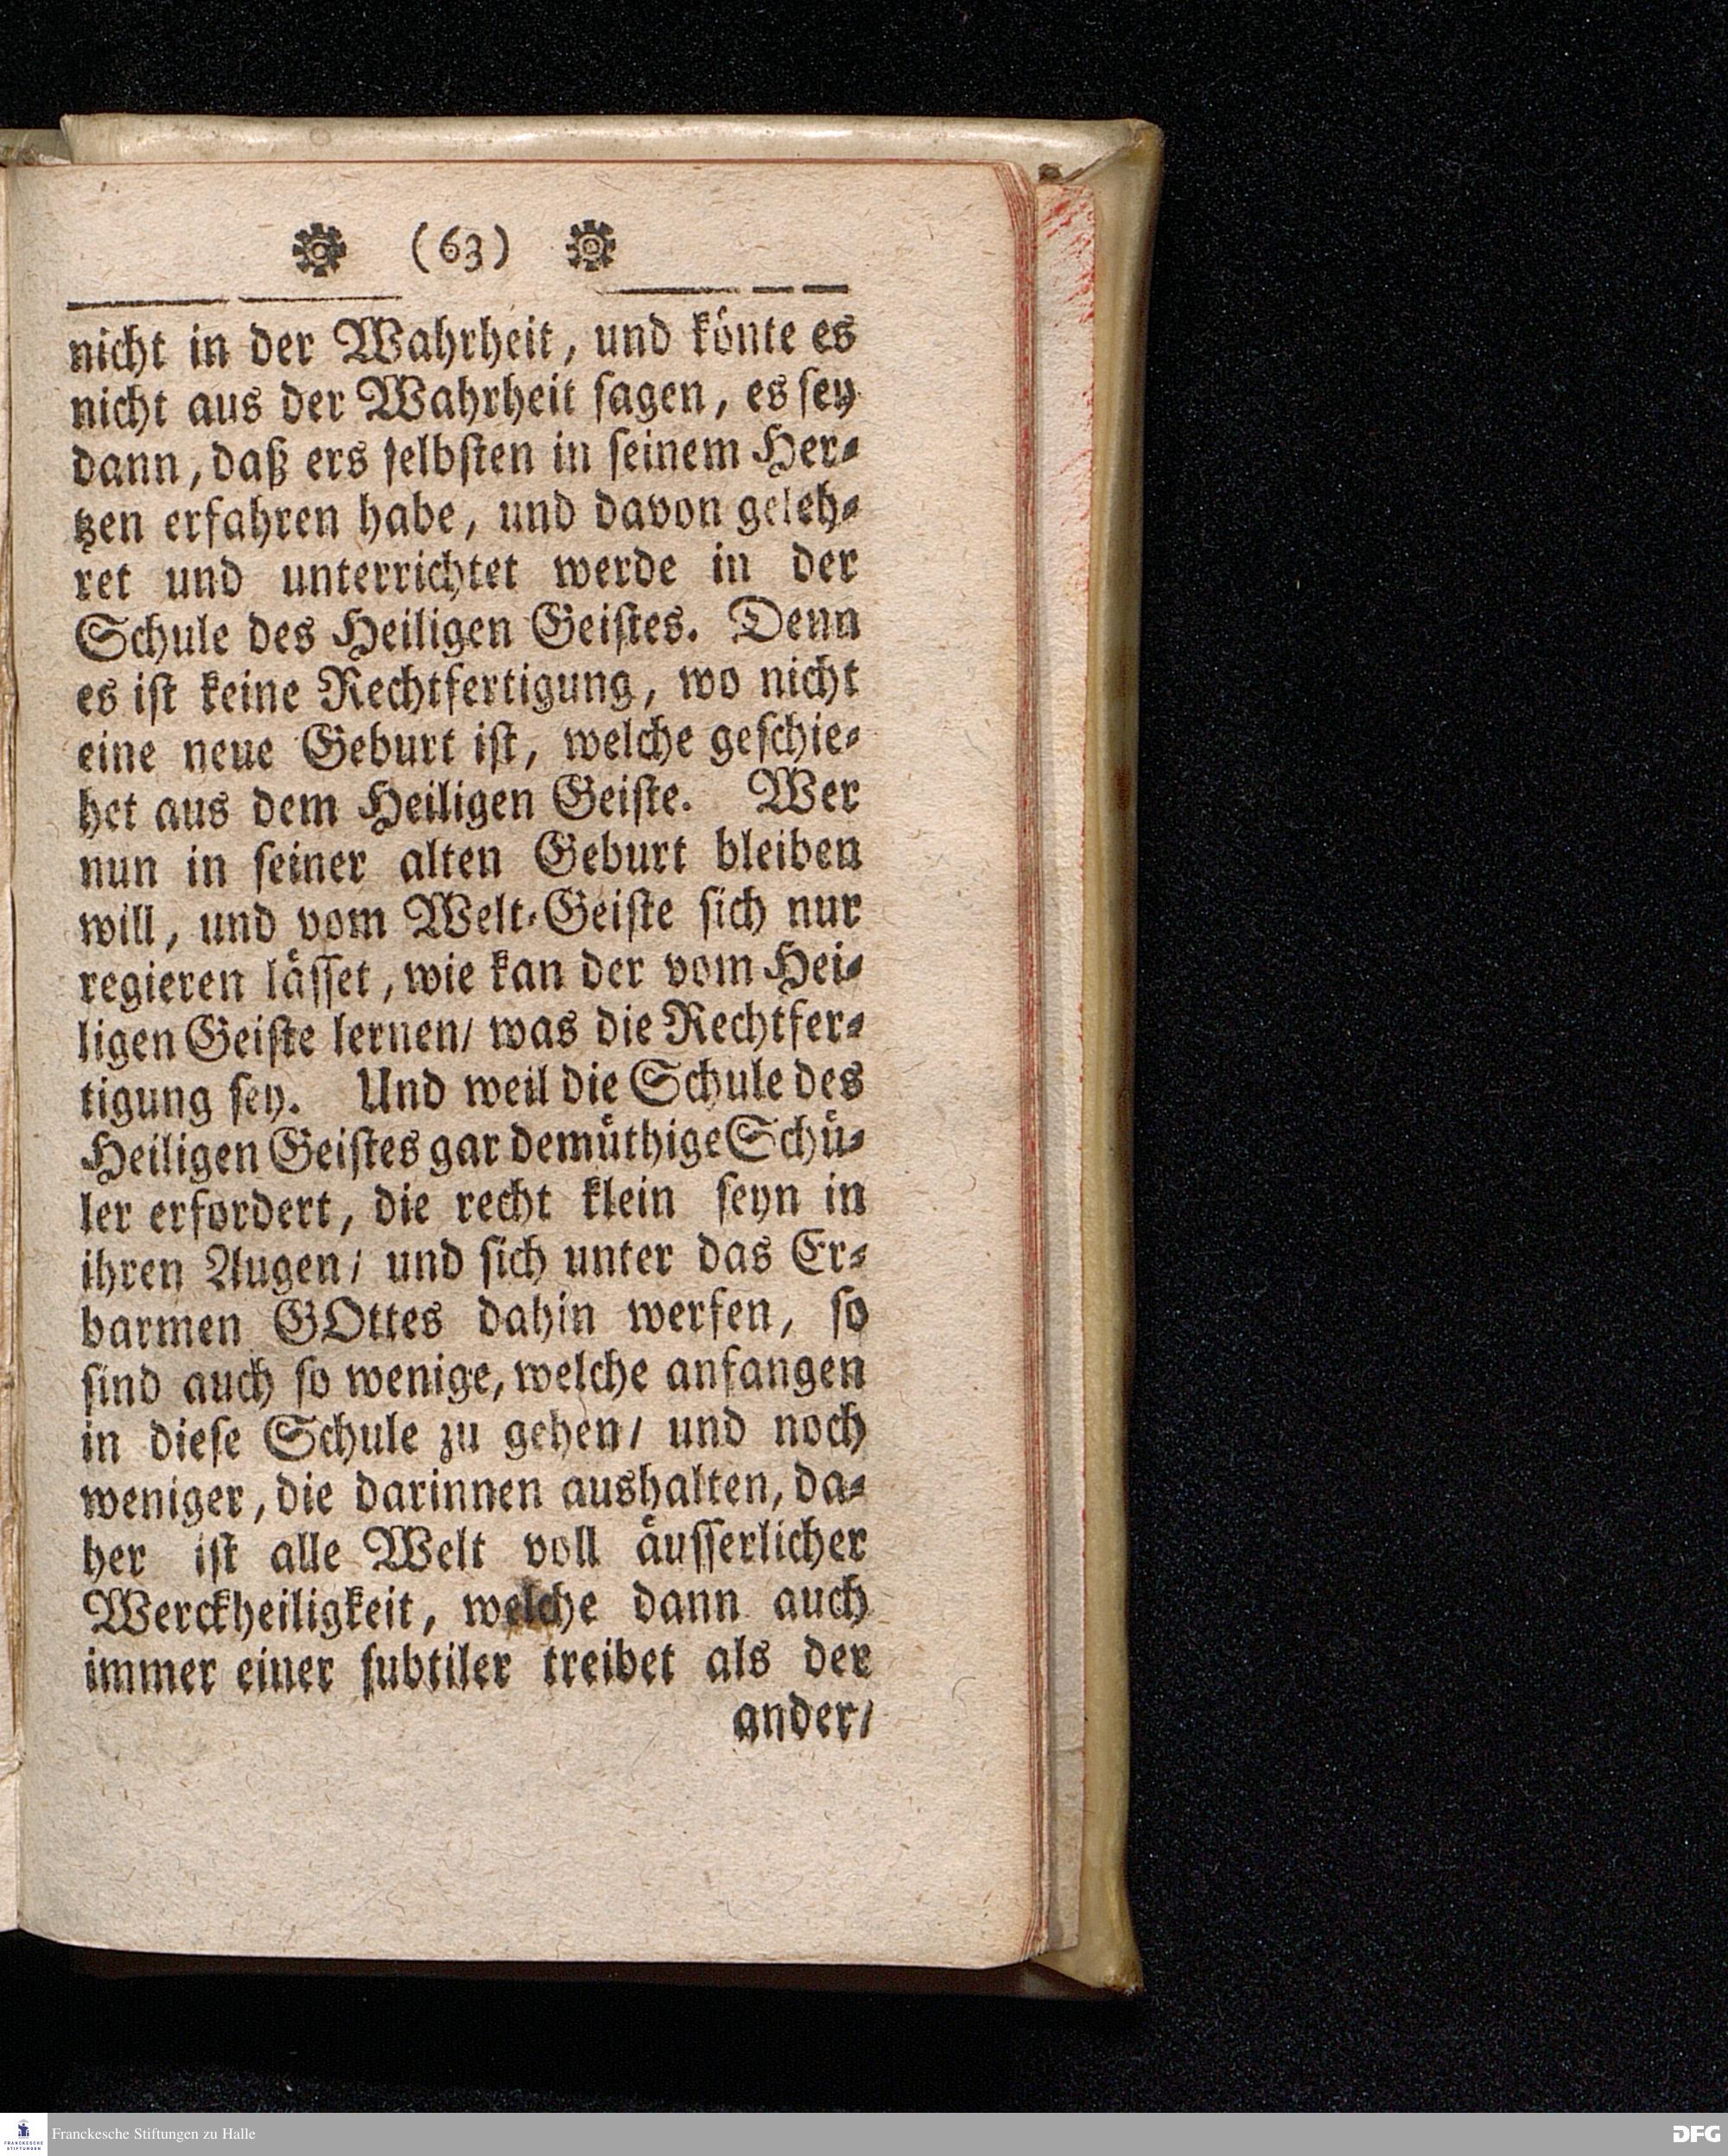 (63)
nicht in der Wahrheit, und könte es
nicht aus der Wahrheit sagen, es sey
dann, daß ers selbsten in seinem Her-
tzen erfahren habe, und davon geleh-
ret und unterrichtet werde in der
Schule des Heiligen Geistes. Denn
es ist keine Rechtfertigung, wo nicht
eine neue Geburt ist, welche geschie-
het aus dem Heiligen Geiste. Wer
nun in seiner alten Geburt bleiben
will, und vom Welt-Geiste sich nur
regieren lässet, wie kan der vom Hei-
ligen Geiste lernen/ was die Rechtfer-
tigung sey. Und weil die Schule des
Heiligen Geistes gar demüthige Schü-
ler erfordert, die recht klein seyn in
ihren Augen/ und sich unter das Er-
barmen GOttes dahin werfen, so
sind auch so wenige, welche anfangen
in diese Schule zu gehen/ und noch
weniger, die darinnen aushalten, da-
her ist alle Welt voll äusserlicher
Werckheiligkeit, welche dann auch
immer einer subtiler treibet als der
ander/
FRANCKESCHE STIFTUNGEN
Franckesche Stiftungen zu Halle
DFG